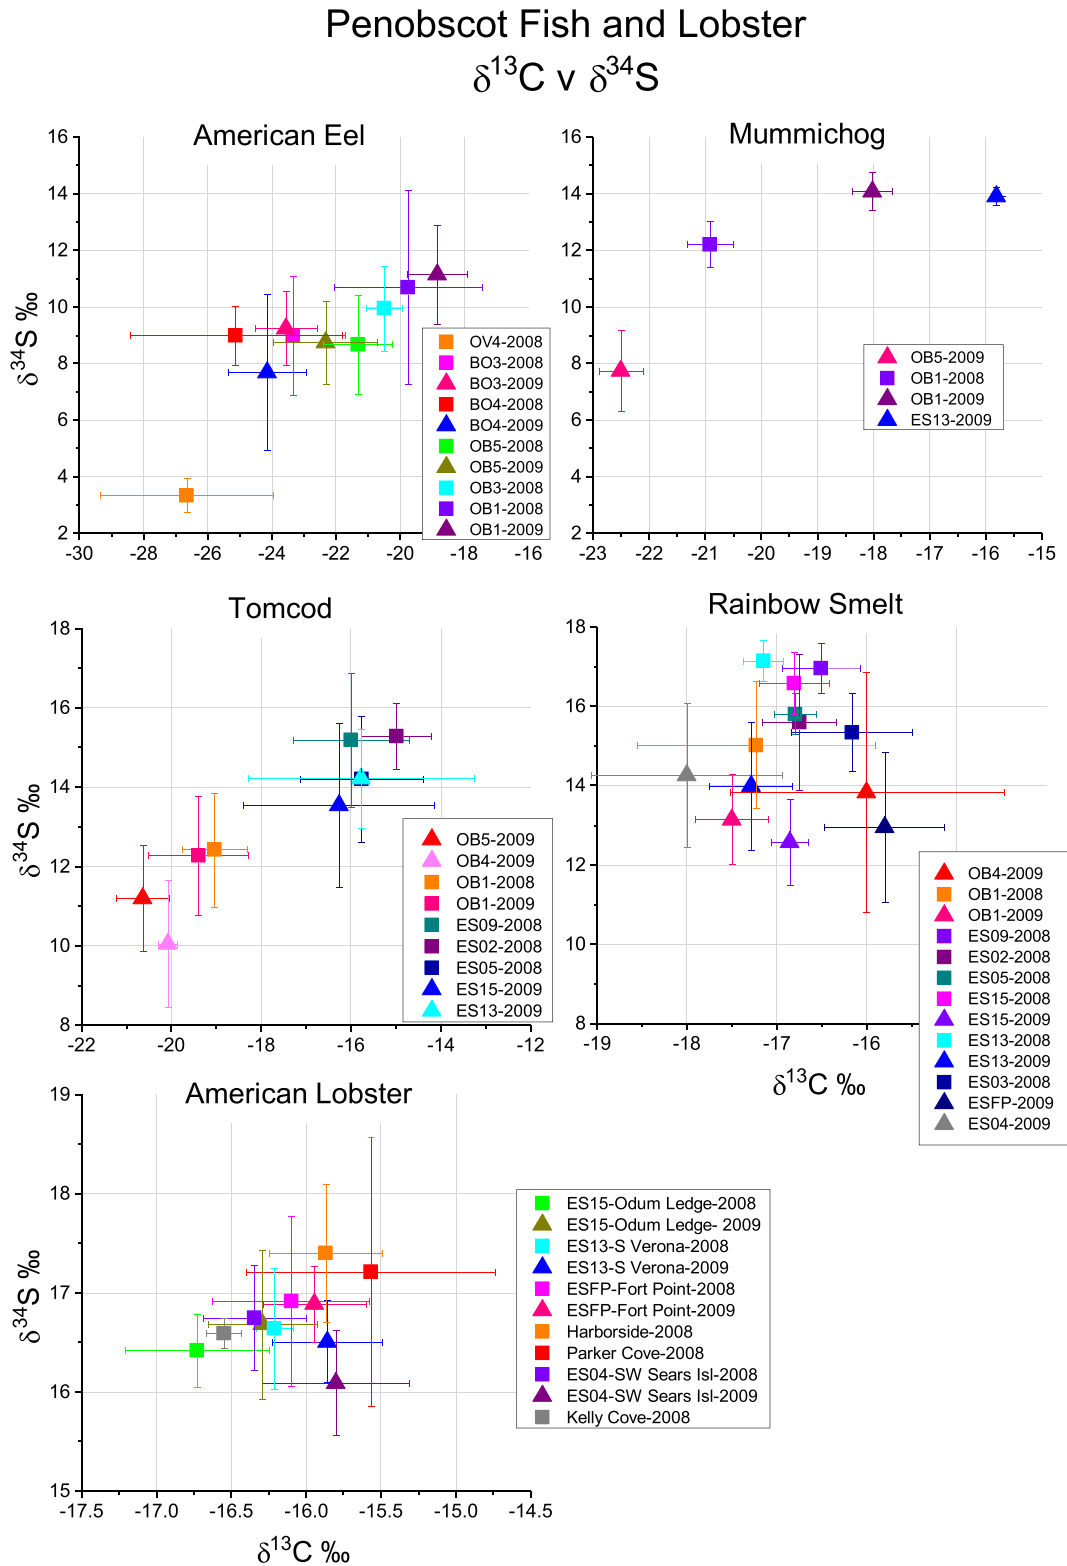 Penobscot Fish and Lobster
δ¹³C v δ³⁴S
American Eel
16
14
12
10
8
6
4
2
δ³⁴S ‰
-30
-28
-26
-24
-22
-20
-18
-16
OV4-2008
BO3-2008
BO3-2009
BO4-2008
BO4-2009
OB5-2008
OB5-2009
OB3-2008
OB1-2008
OB1-2009
Mummichog
16
14
12
10
8
6
4
2
-23
-22
-21
-20
-19
-18
-17
-16
-15
OB5-2009
OB1-2008
OB1-2009
ES13-2009
Tomcod
18
16
14
12
10
8
δ³⁴S ‰
-22
-20
-18
-16
-14
-12
OB5-2009
OB4-2009
OB1-2008
OB1-2009
ES09-2008
ES02-2008
ES05-2008
ES15-2009
ES13-2009
Rainbow Smelt
18
16
14
12
10
8
-19
-18
-17
-16
δ¹³C ‰
OB4-2009
OB1-2008
OB1-2009
ES09-2008
ES02-2008
ES05-2008
ES15-2008
ES15-2009
ES13-2008
ES13-2009
ES03-2008
ESFP-2009
ES04-2009
American Lobster
19
18
17
16
15
δ³⁴S ‰
-17.5
-17.0
-16.5
-16.0
-15.5
-15.0
-14.5
δ¹³C ‰
ES15-Odum Ledge-2008
ES15-Odum Ledge- 2009
ES13-S Verona-2008
ES13-S Verona-2009
ESFP-Fort Point-2008
ESFP-Fort Point-2009
Harborside-2008
Parker Cove-2008
ES04-SW Sears Isl-2008
ES04-SW Sears Isl-2009
Kelly Cove-2008